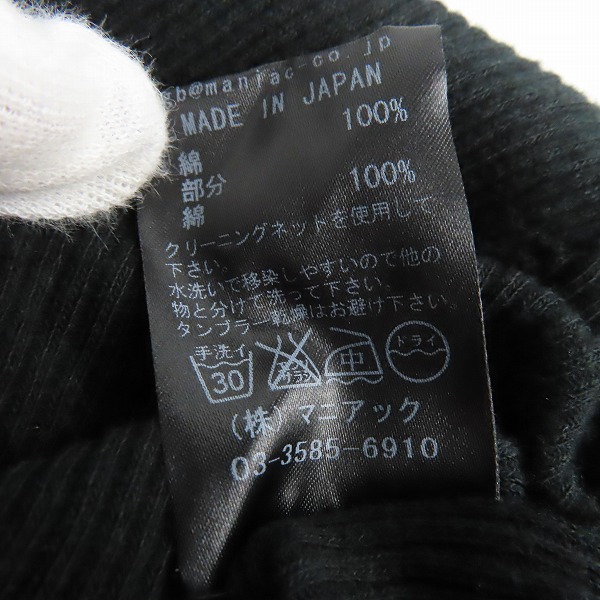 gb@maniac-co.jp
MADE IN JAPAN
100%
綿
部分 100%
綿
クリーニングネットを使用して
下さい。
水洗いで移染しやすいので他の
物と分けて洗って下さい。
タンブラー乾燥はお避け下さい。
手洗イ 30 中 ドライ
(株)マニアック
03-3585-6910